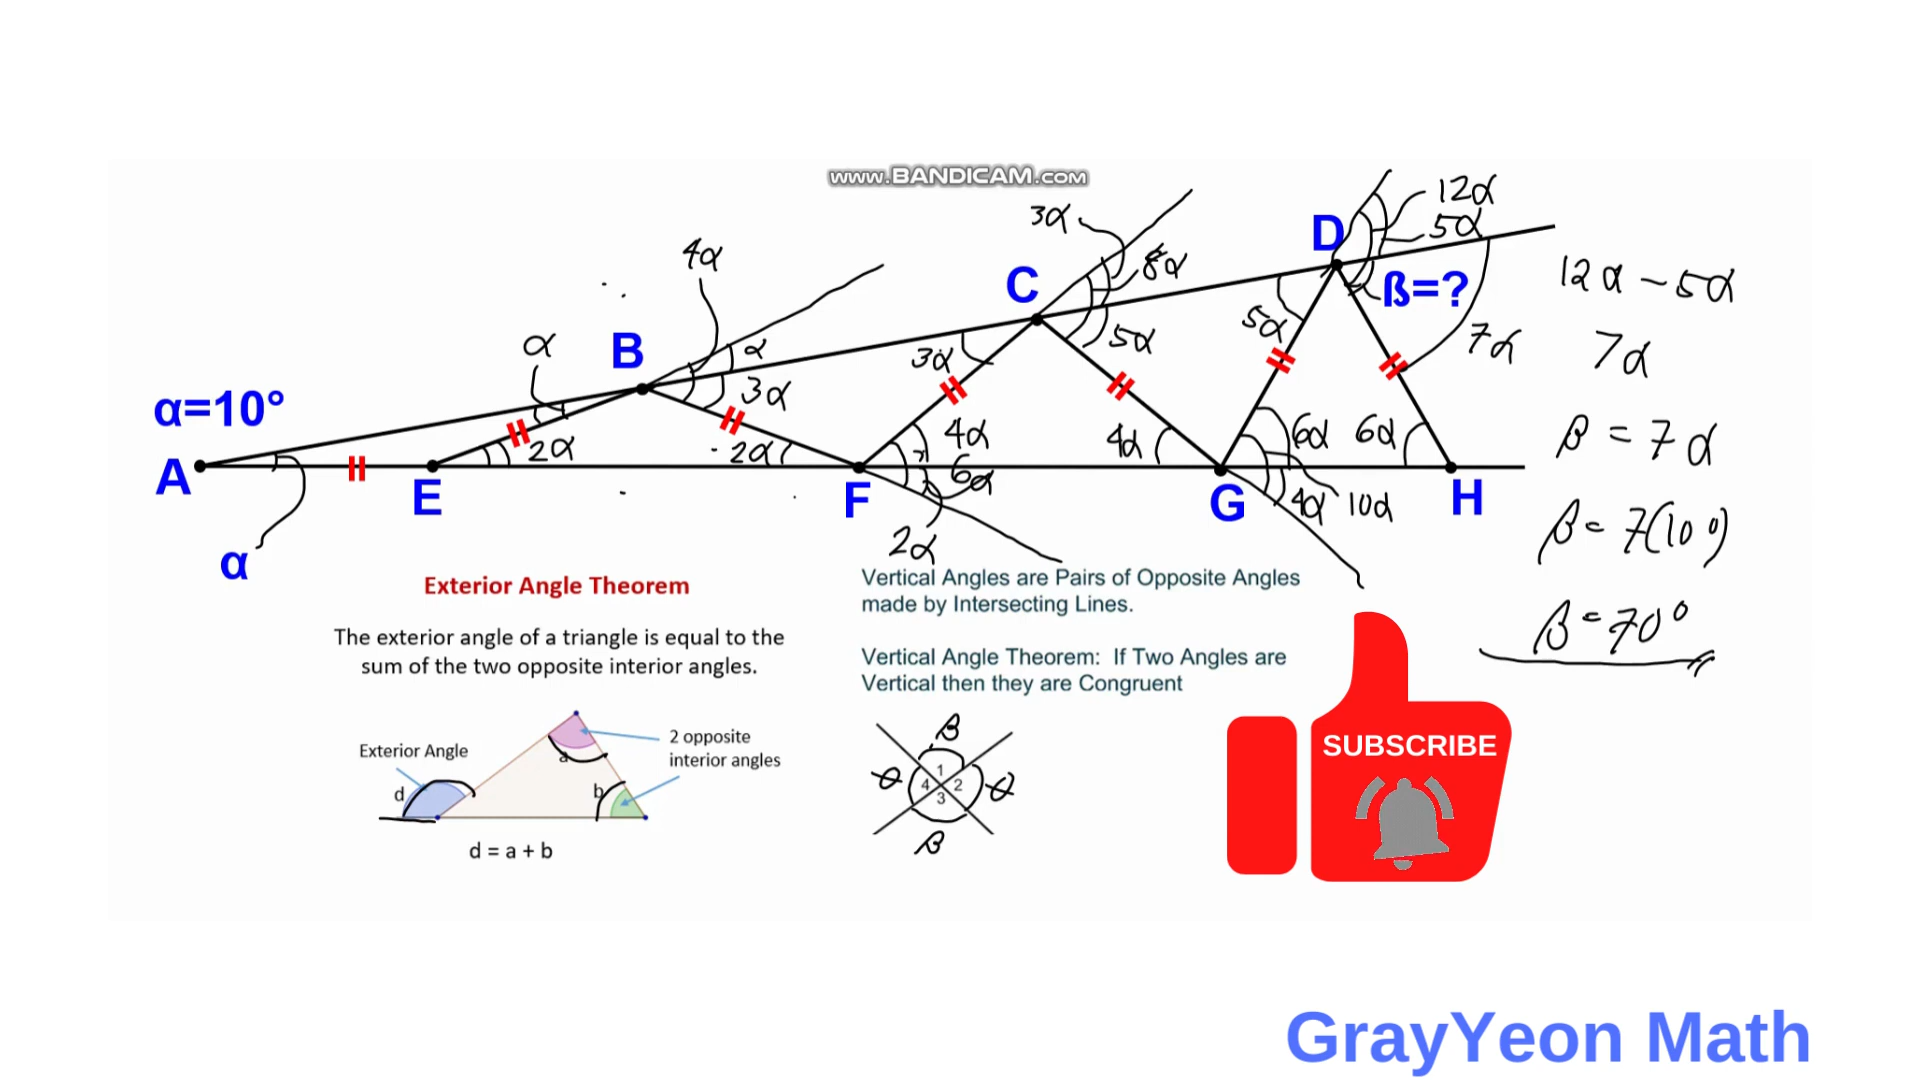 www.BANDICAM.com
12α
3α
5α
D
4α
8α
12α - 5α
C
ß=?
α
B
α
5α
5α
7α
7α
3α
α=10°
3α
4α
4α
6α
6α
β = 7α
2α
2α
A
E
F
6α
G
4α
10α
H
β = 7(10°)
2α
α
Exterior Angle Theorem
The exterior angle of a triangle is equal to the
sum of the two opposite interior angles.
Vertical Angles are Pairs of Opposite Angles
made by Intersecting Lines.
Vertical Angle Theorem: If Two Angles are
Vertical then they are Congruent
β = 70°
Exterior Angle
2 opposite
interior angles
a
d
b
d = a + b
β
θ
1
4
2
3
θ
β
SUBSCRIBE
GrayYeon Math